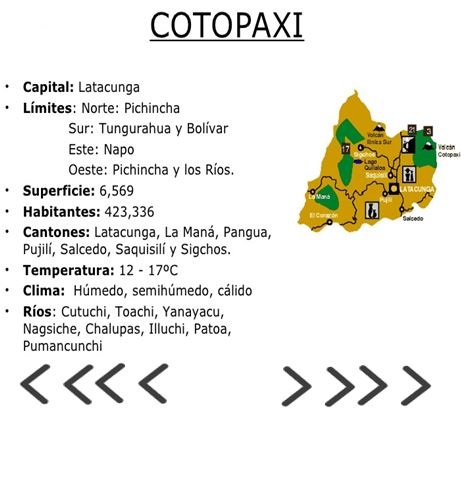 COTOPAXI
• Capital: Latacunga
• Límites: Norte: Pichincha
Sur: Tungurahua y Bolívar
Este: Napo
Oeste: Pichincha y los Ríos.
• Superficie: 6,569
• Habitantes: 423,336
• Cantones: Latacunga, La Maná, Pangua,
Pujilí, Salcedo, Saquisilí y Sigchos.
• Temperatura: 12 - 17ºC
• Clima: Húmedo, semihúmedo, cálido
• Ríos: Cutuchi, Toachi, Yanayacu,
Nagsiche, Chalupas, Illuchi, Patoa,
Pumancunchi
Volcán
Iliniza Sur
21
3
17
Sigchos
Volcán
Cotopaxi
Lago
Quilotoa
Saquisilí
LATACUNGA
La Maná
Pujilí
El Corazón
Salcedo